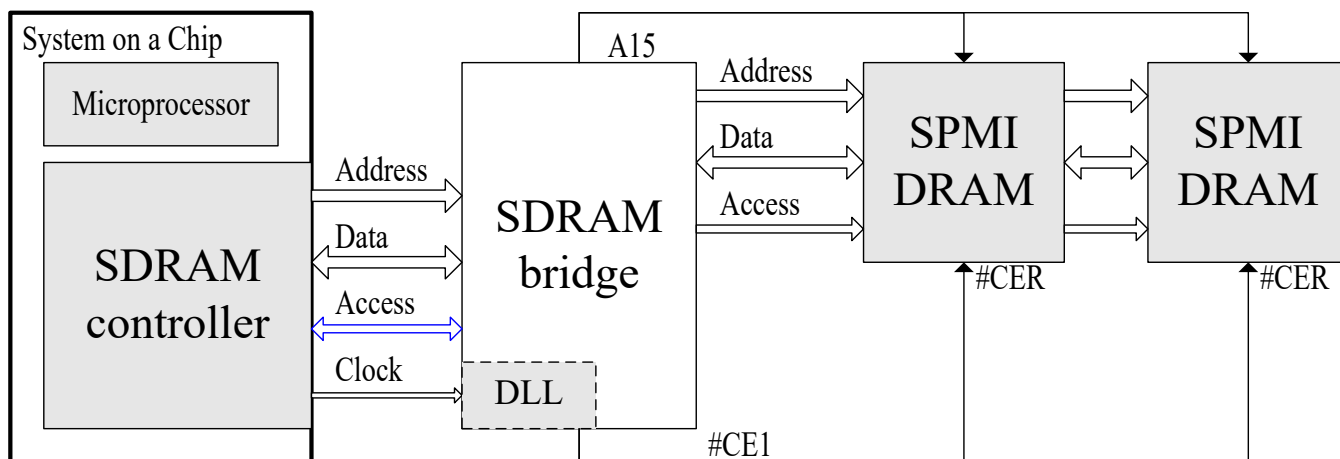 System on a Chip
Microprocessor
SDRAM
controller
Address
Data
Access
Clock
SDRAM
bridge
DLL
A15
#CE1
Address
Data
Access
SPMI
DRAM
#CER
SPMI
DRAM
#CER